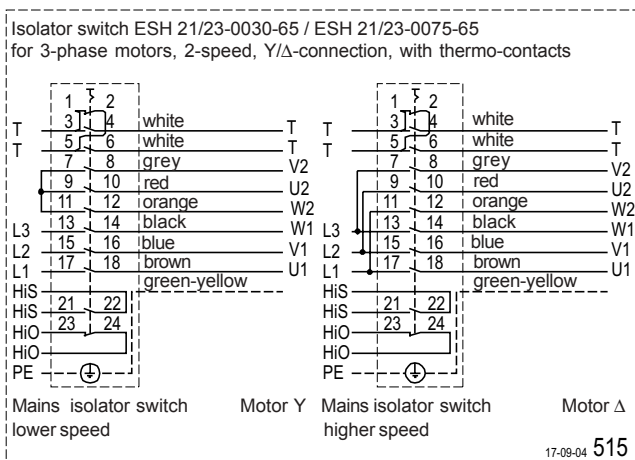 Isolator switch ESH 21/23-0030-65 / ESH 21/23-0075-65
for 3-phase motors, 2-speed, Y/Δ-connection, with thermo-contacts
1 2
T 3 4 white T
T 5 6 white T
7 8 grey V2
9 10 red U2
11 12 orange W2
L3 13 14 black W1
L2 15 16 blue V1
L1 17 18 brown U1
green-yellow
HiS
HiS 21 22
HiO 23 24
HiO
PE
Mains isolator switch Motor Y
lower speed
1 2
T 3 4 white T
T 5 6 white T
7 8 grey V2
9 10 red U2
11 12 orange W2
L3 13 14 black W1
L2 15 16 blue V1
L1 17 18 brown U1
green-yellow
HiS
HiS 21 22
HiO 23 24
HiO
PE
Mains isolator switch Motor Δ
higher speed
17-09-04 515